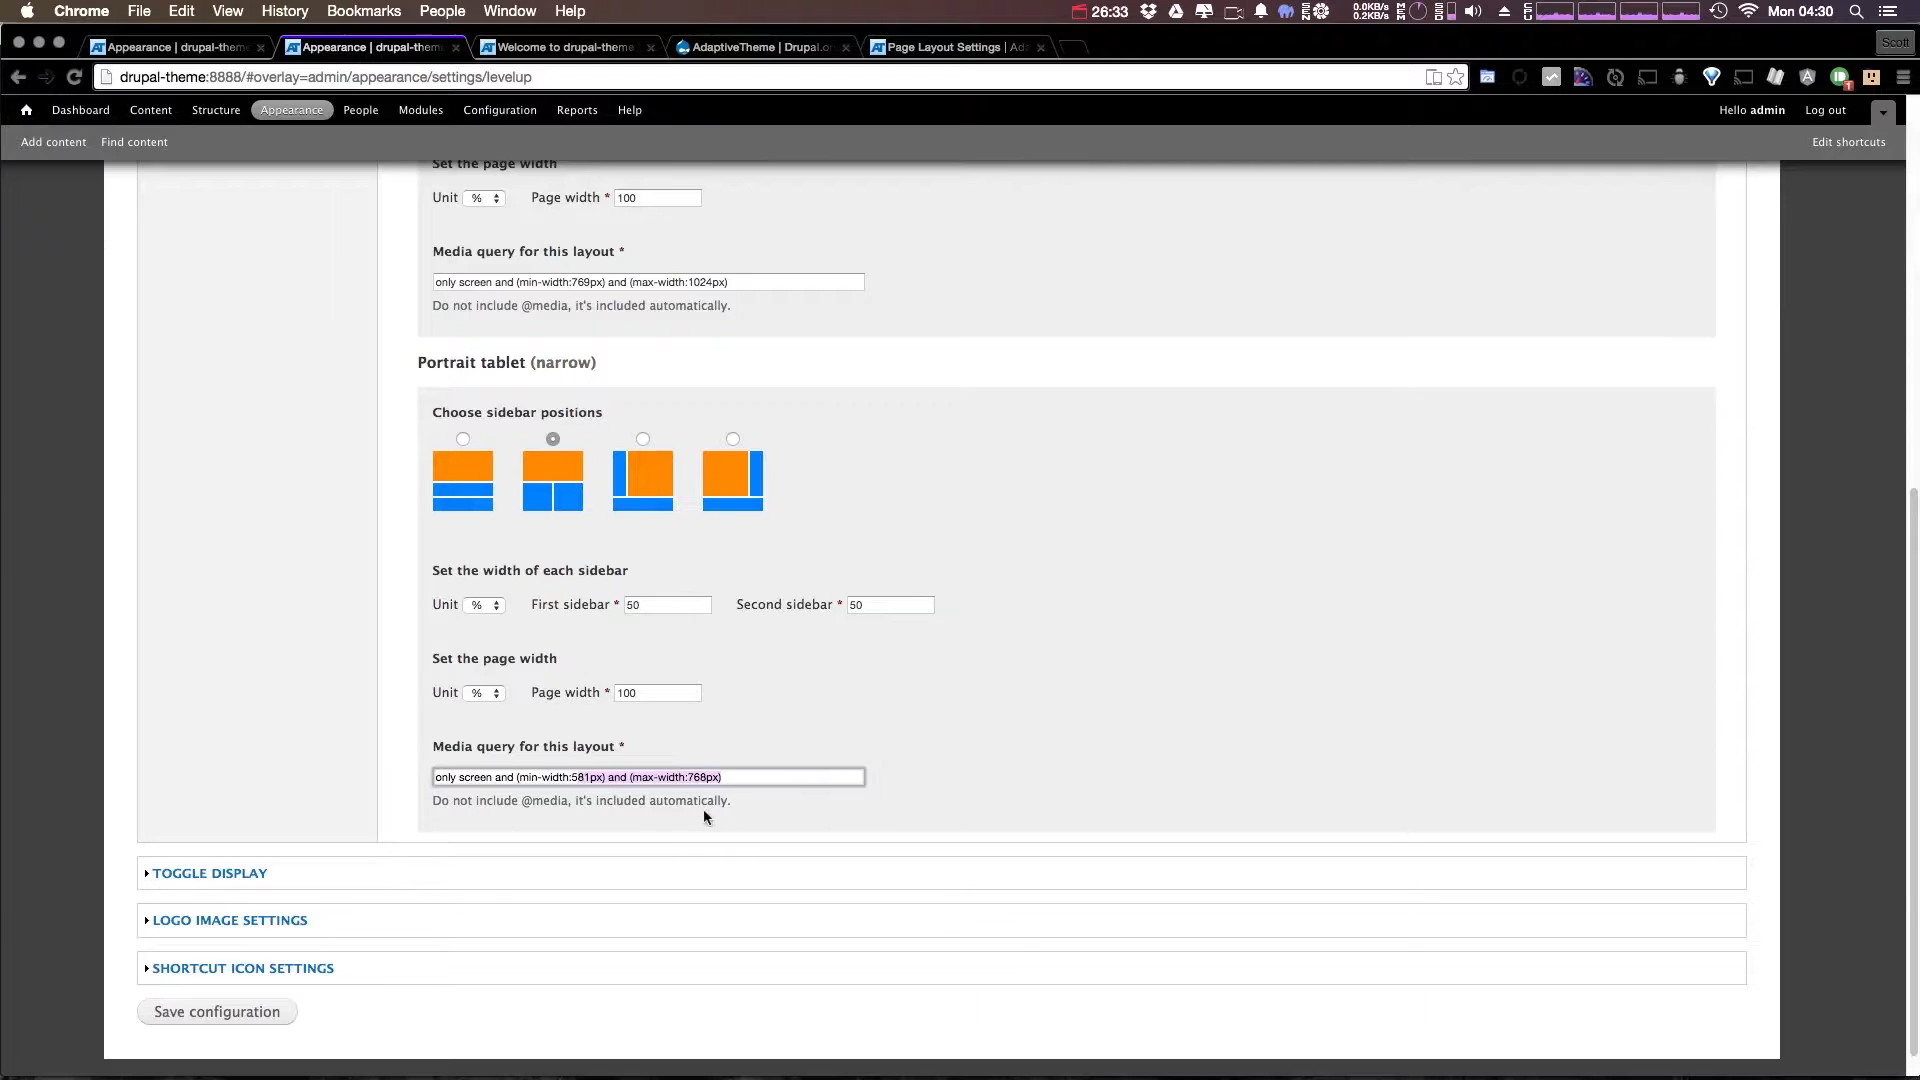 Chrome File Edit View History Bookmarks People Window Help 26:33 0.0KB/s 0.2KB/s Mon 04:30
Appearance | drupal-theme Appearance | drupal-theme Welcome to drupal-theme AdaptiveTheme | Drupal.or Page Layout Settings | Ad Scott
drupal-theme:8888/#overlay=admin/appearance/settings/levelup
Dashboard Content Structure Appearance People Modules Configuration Reports Help Hello admin Log out
Add content Find content Edit shortcuts
Set the page width
Unit % Page width * 100
Media query for this layout *
only screen and (min-width:769px) and (max-width:1024px)
Do not include @media, it's included automatically.
Portrait tablet (narrow)
Choose sidebar positions
Set the width of each sidebar
Unit % First sidebar * 50 Second sidebar * 50
Set the page width
Unit % Page width * 100
Media query for this layout *
only screen and (min-width:581px) and (max-width:768px)
Do not include @media, it's included automatically.
TOGGLE DISPLAY
LOGO IMAGE SETTINGS
SHORTCUT ICON SETTINGS
Save configuration